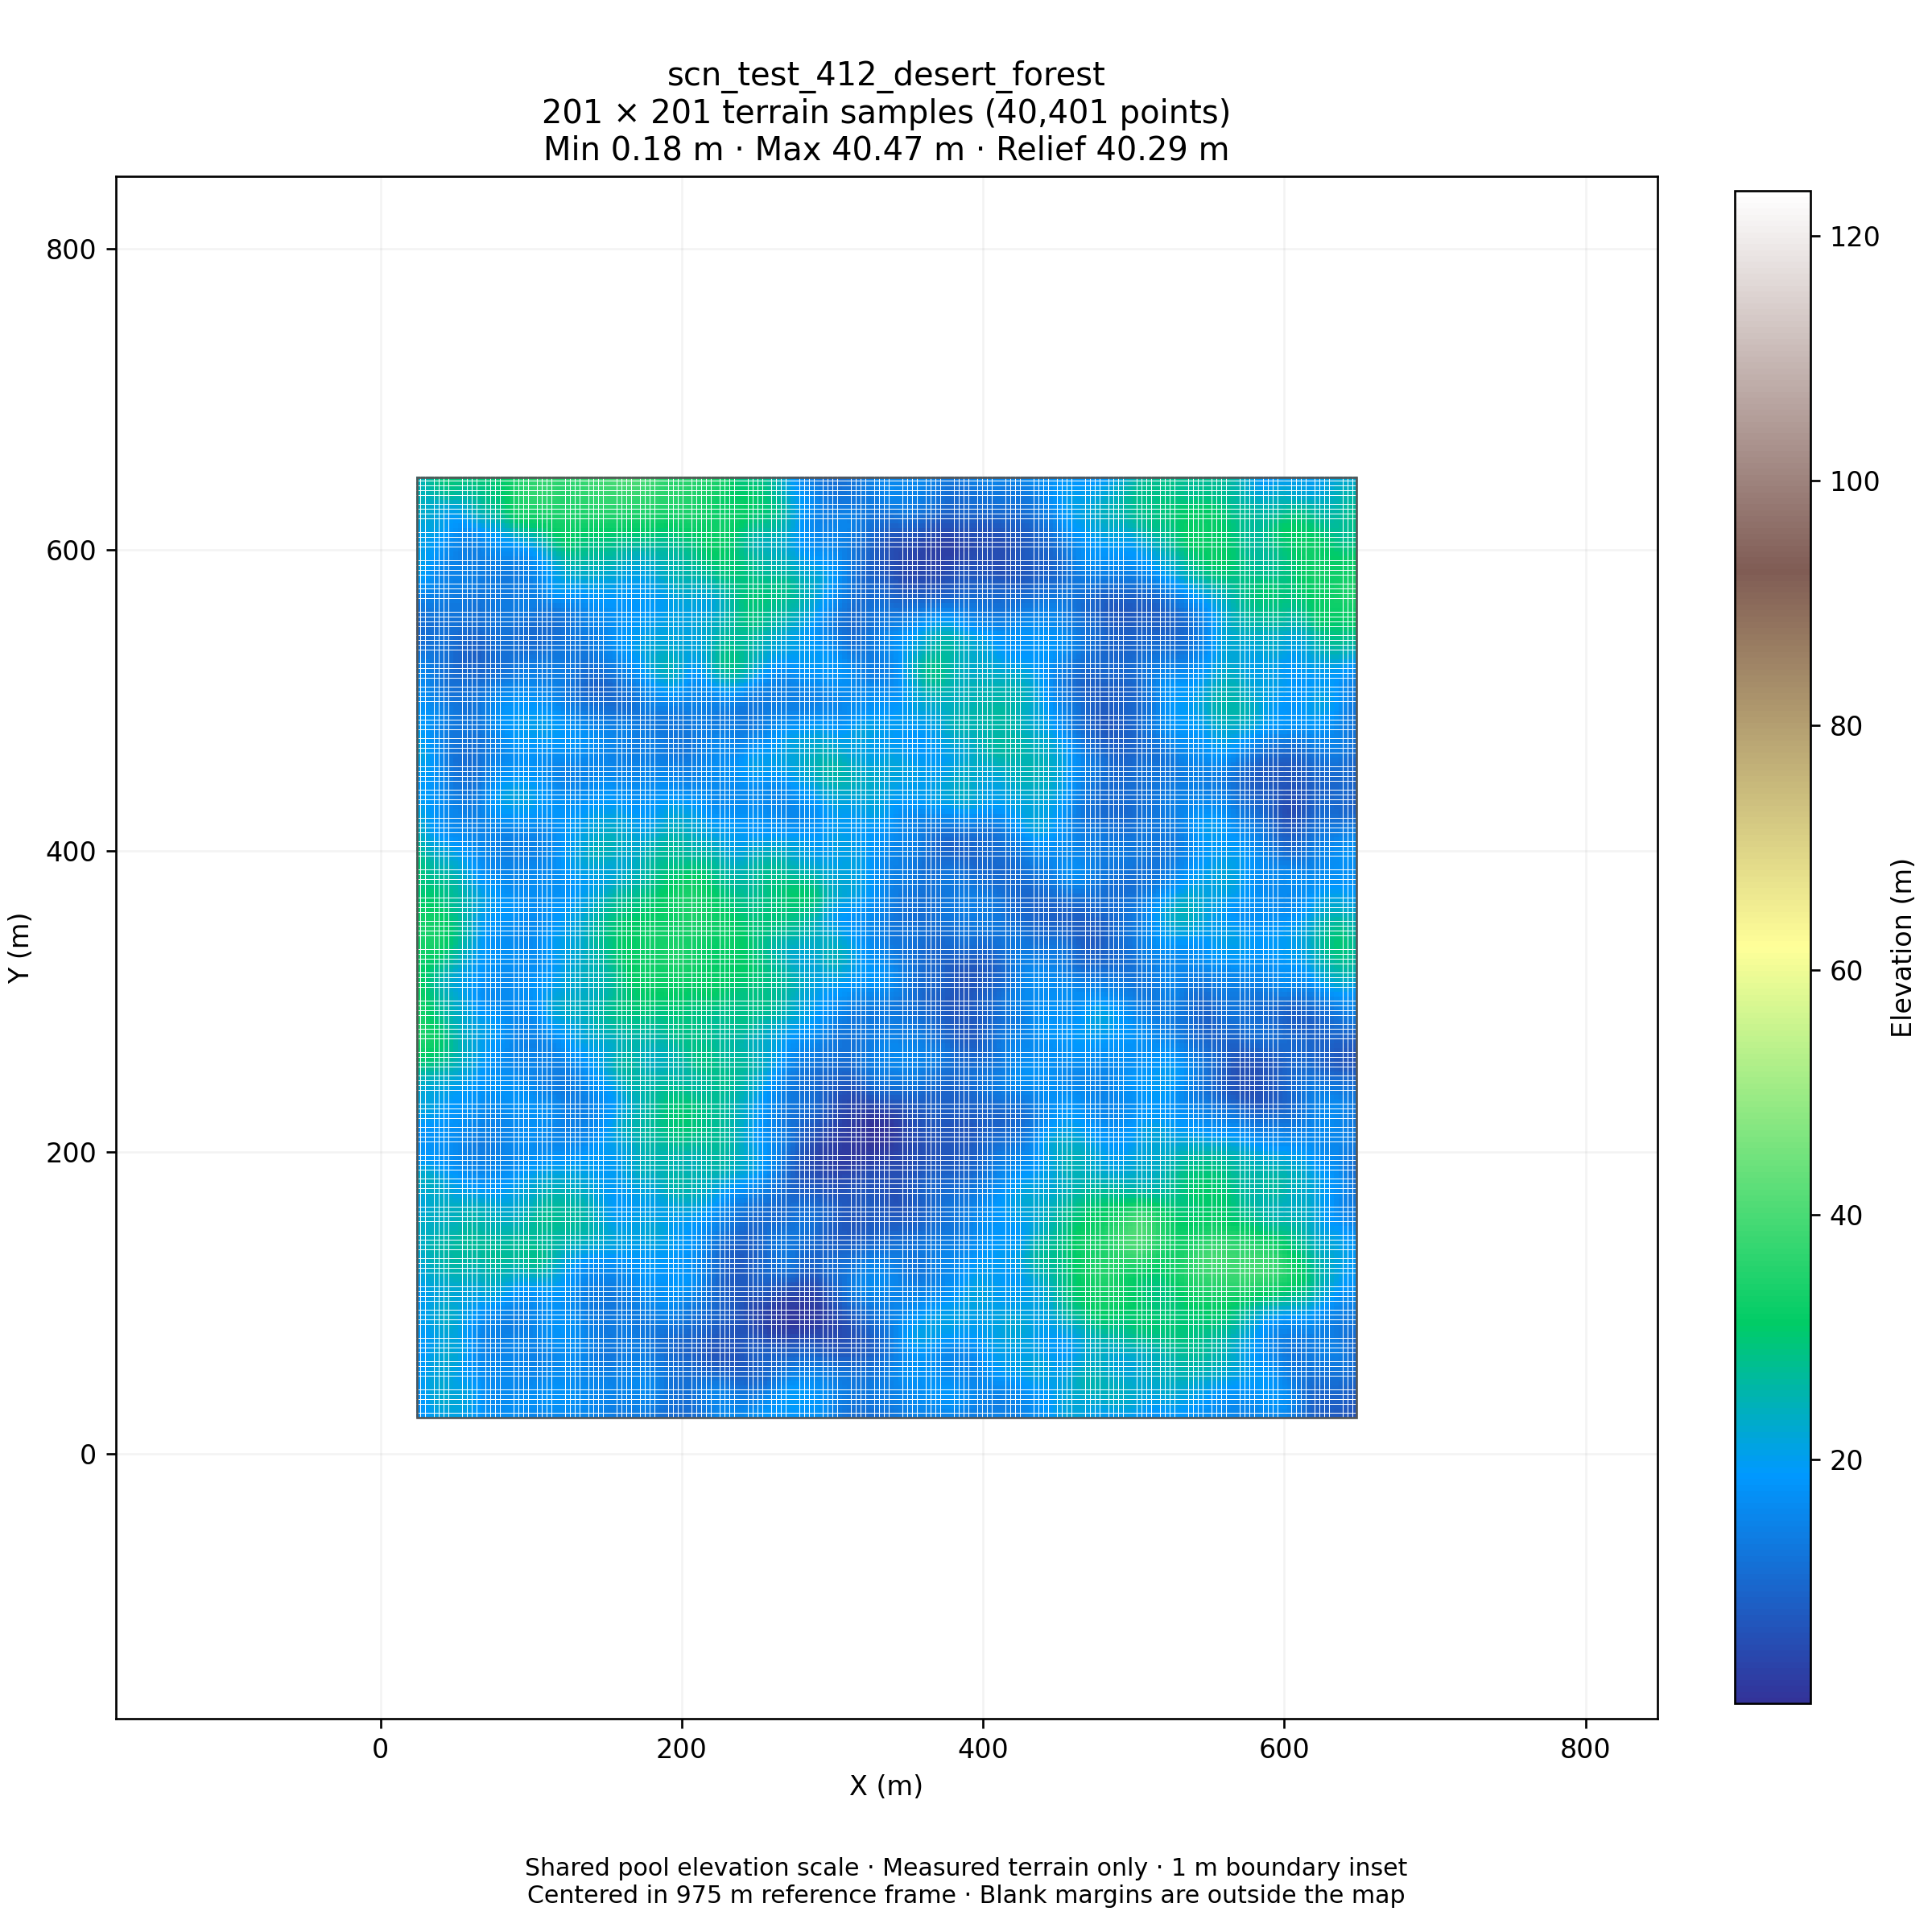 scn_test_412_desert_forest
201 × 201 terrain samples (40,401 points)
Min 0.18 m · Max 40.47 m · Relief 40.29 m
800
600
400
200
0
Y (m)
0
200
400
600
800
X (m)
120
100
80
60
40
20
Elevation (m)
Shared pool elevation scale · Measured terrain only · 1 m boundary inset
Centered in 975 m reference frame · Blank margins are outside the map